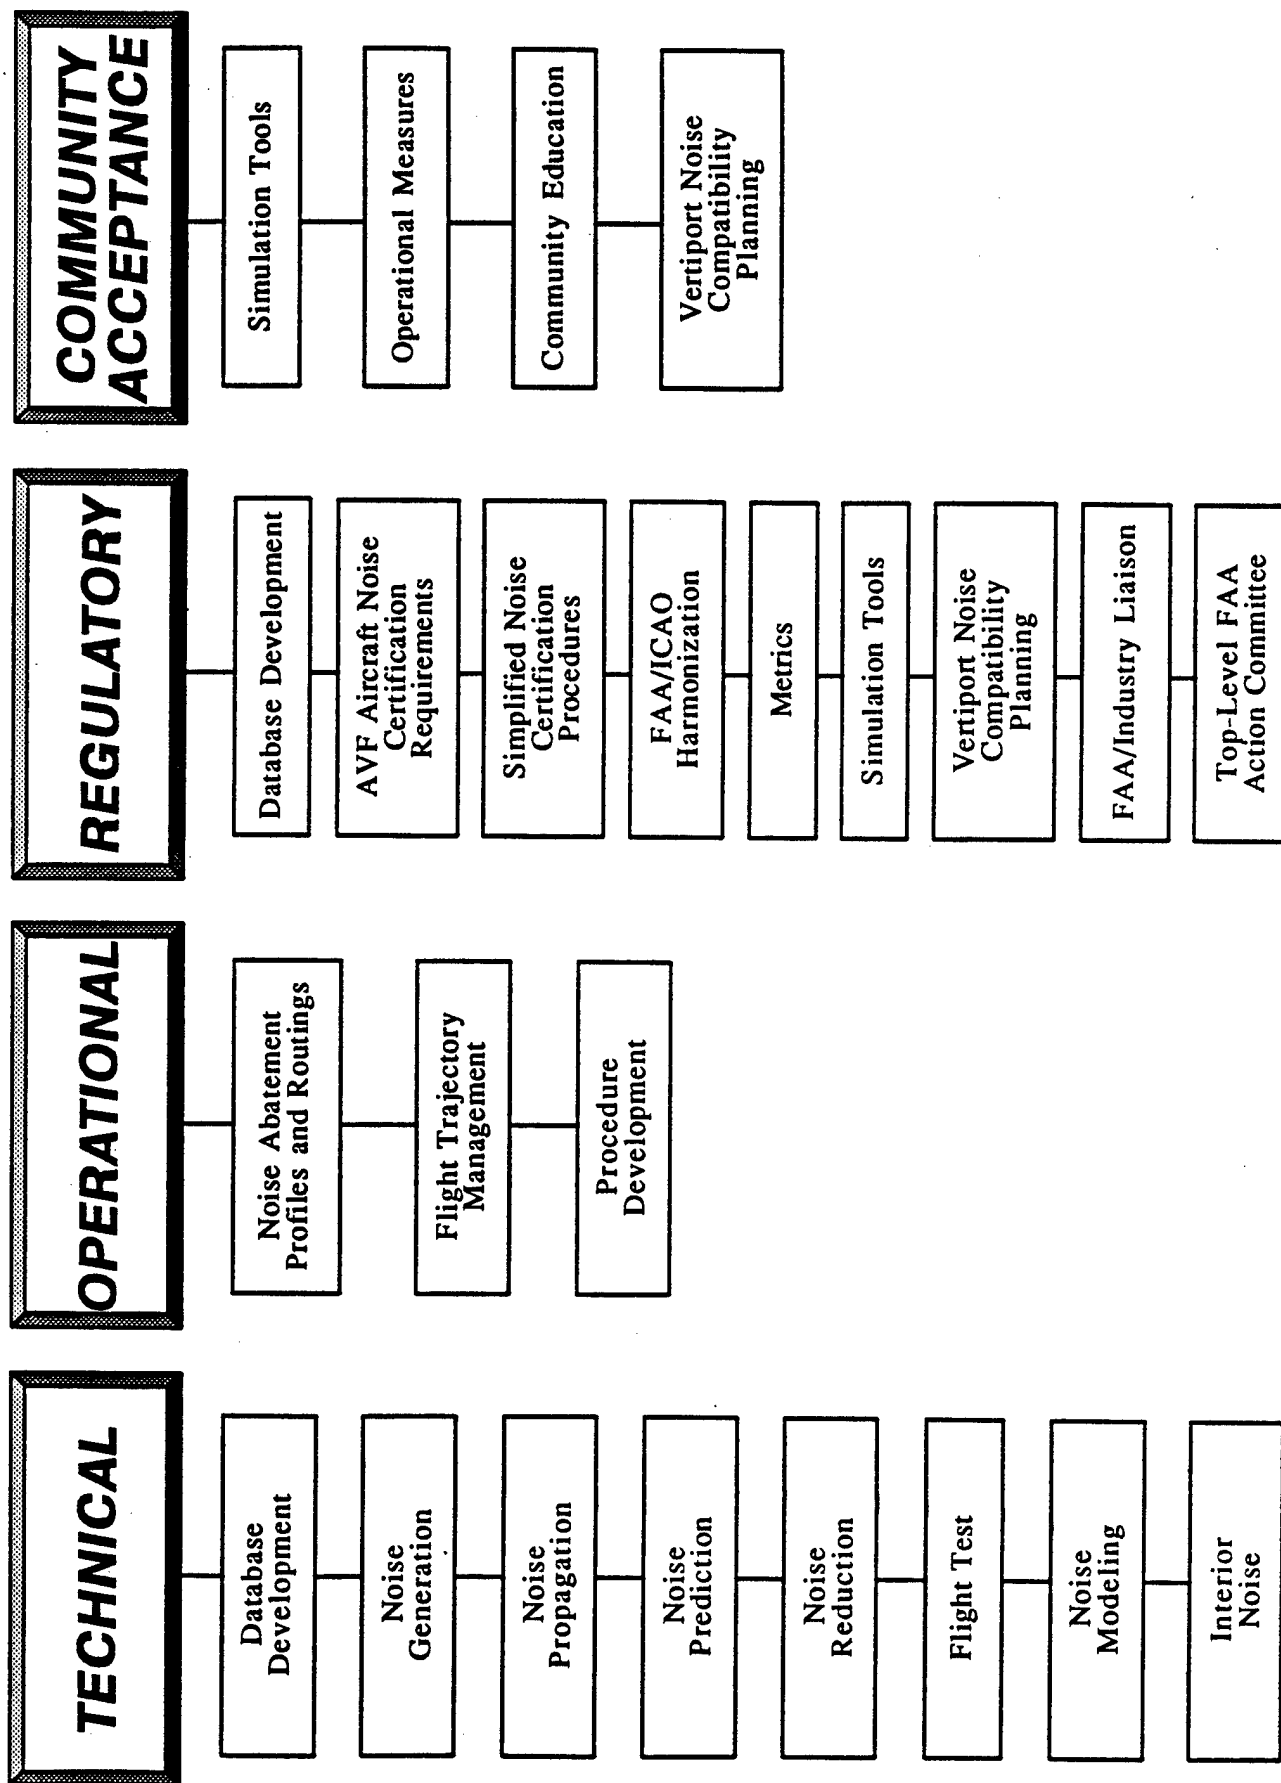 TECHNICAL
Database
Development
Noise
Generation
Noise
Propagation
Noise
Prediction
Noise
Reduction
Flight Test
Noise
Modeling
Interior
Noise
OPERATIONAL
Noise Abatement
Profiles and Routings
Flight Trajectory
Management
Procedure
Development
REGULATORY
Database Development
AVF Aircraft Noise
Certification
Requirements
Simplified Noise
Certification
Procedures
FAA/ICAO
Harmonization
Metrics
Simulation Tools
Vertiport Noise
Compatibility
Planning
FAA/Industry Liaison
Top-Level FAA
Action Committee
COMMUNITY
ACCEPTANCE
Simulation Tools
Operational Measures
Community Education
Vertiport Noise
Compatibility
Planning